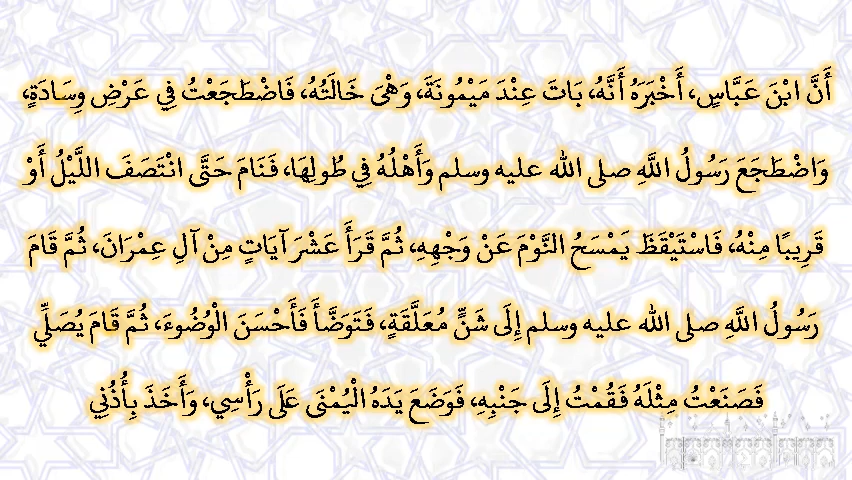 أَنَّ ابْنَ عَبَّاسٍ، أَخْبَرَهُ أَنَّهُ، بَاتَ عِنْدَ مَيْمُونَةَ، وَهْىَ خَالَتُهُ، فَاضْطَجَعْتُ فِي عَرْضِ وِسَادَةٍ،
وَاضْطَجَعَ رَسُولُ اللَّهِ صلى الله عليه وسلم وَأَهْلُهُ فِي طُولِهَا، فَنَامَ حَتَّى انْتَصَفَ اللَّيْلُ أَوْ
قَرِيبًا مِنْهُ، فَاسْتَيْقَظَ يَمْسَحُ النَّوْمَ عَنْ وَجْهِهِ، ثُمَّ قَرَأَ عَشْرَ آيَاتٍ مِنْ آلِ عِمْرَانَ، ثُمَّ قَامَ
رَسُولُ اللَّهِ صلى الله عليه وسلم إِلَى شَنٍّ مُعَلَّقَةٍ، فَتَوَضَّأَ فَأَحْسَنَ الْوُضُوءَ، ثُمَّ قَامَ يُصَلِّي
فَصَنَعْتُ مِثْلَهُ فَقُمْتُ إِلَى جَنْبِهِ، فَوَضَعَ يَدَهُ الْيُمْنَى عَلَى رَأْسِي، وَأَخَذَ بِأُذُنِي